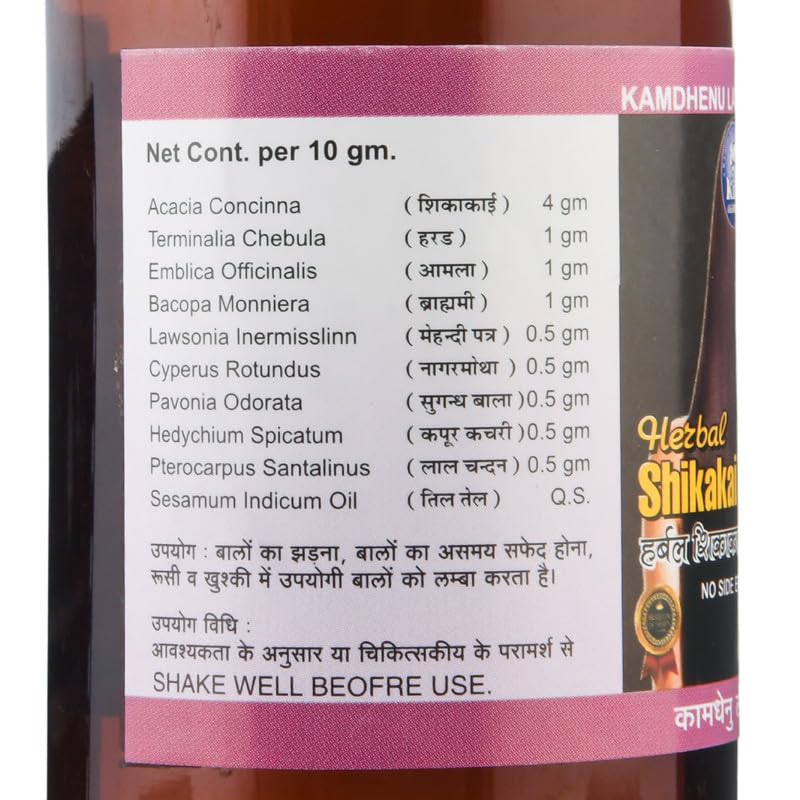 KAMDHENU
Net Cont. per 10 gm.
Acacia Concinna ( शिकाकाई ) 4 gm
Terminalia Chebula ( हरड ) 1 gm
Emblica Officinalis ( आमला ) 1 gm
Bacopa Monniera ( ब्राह्मी ) 1 gm
Lawsonia Inermisslinn ( मेहन्दी पत्र ) 0.5 gm
Cyperus Rotundus ( नागरमोथा ) 0.5 gm
Pavonia Odorata ( सुगन्ध बाला ) 0.5 gm
Hedychium Spicatum ( कपूर कचरी ) 0.5 gm
Pterocarpus Santalinus ( लाल चन्दन ) 0.5 gm
Sesamum Indicum Oil ( तिल तेल ) Q.S.
उपयोग : बालों का झड़ना, बालों का असमय सफेद होना,
रूसी व खुश्की में उपयोगी बालों को लम्बा करता है।
उपयोग विधि :
आवश्यकता के अनुसार या चिकित्सकीय के परामर्श से
SHAKE WELL BEOFRE USE.
Herbal
Shikakai
हर्बल
NO SIDE
कामधेनु